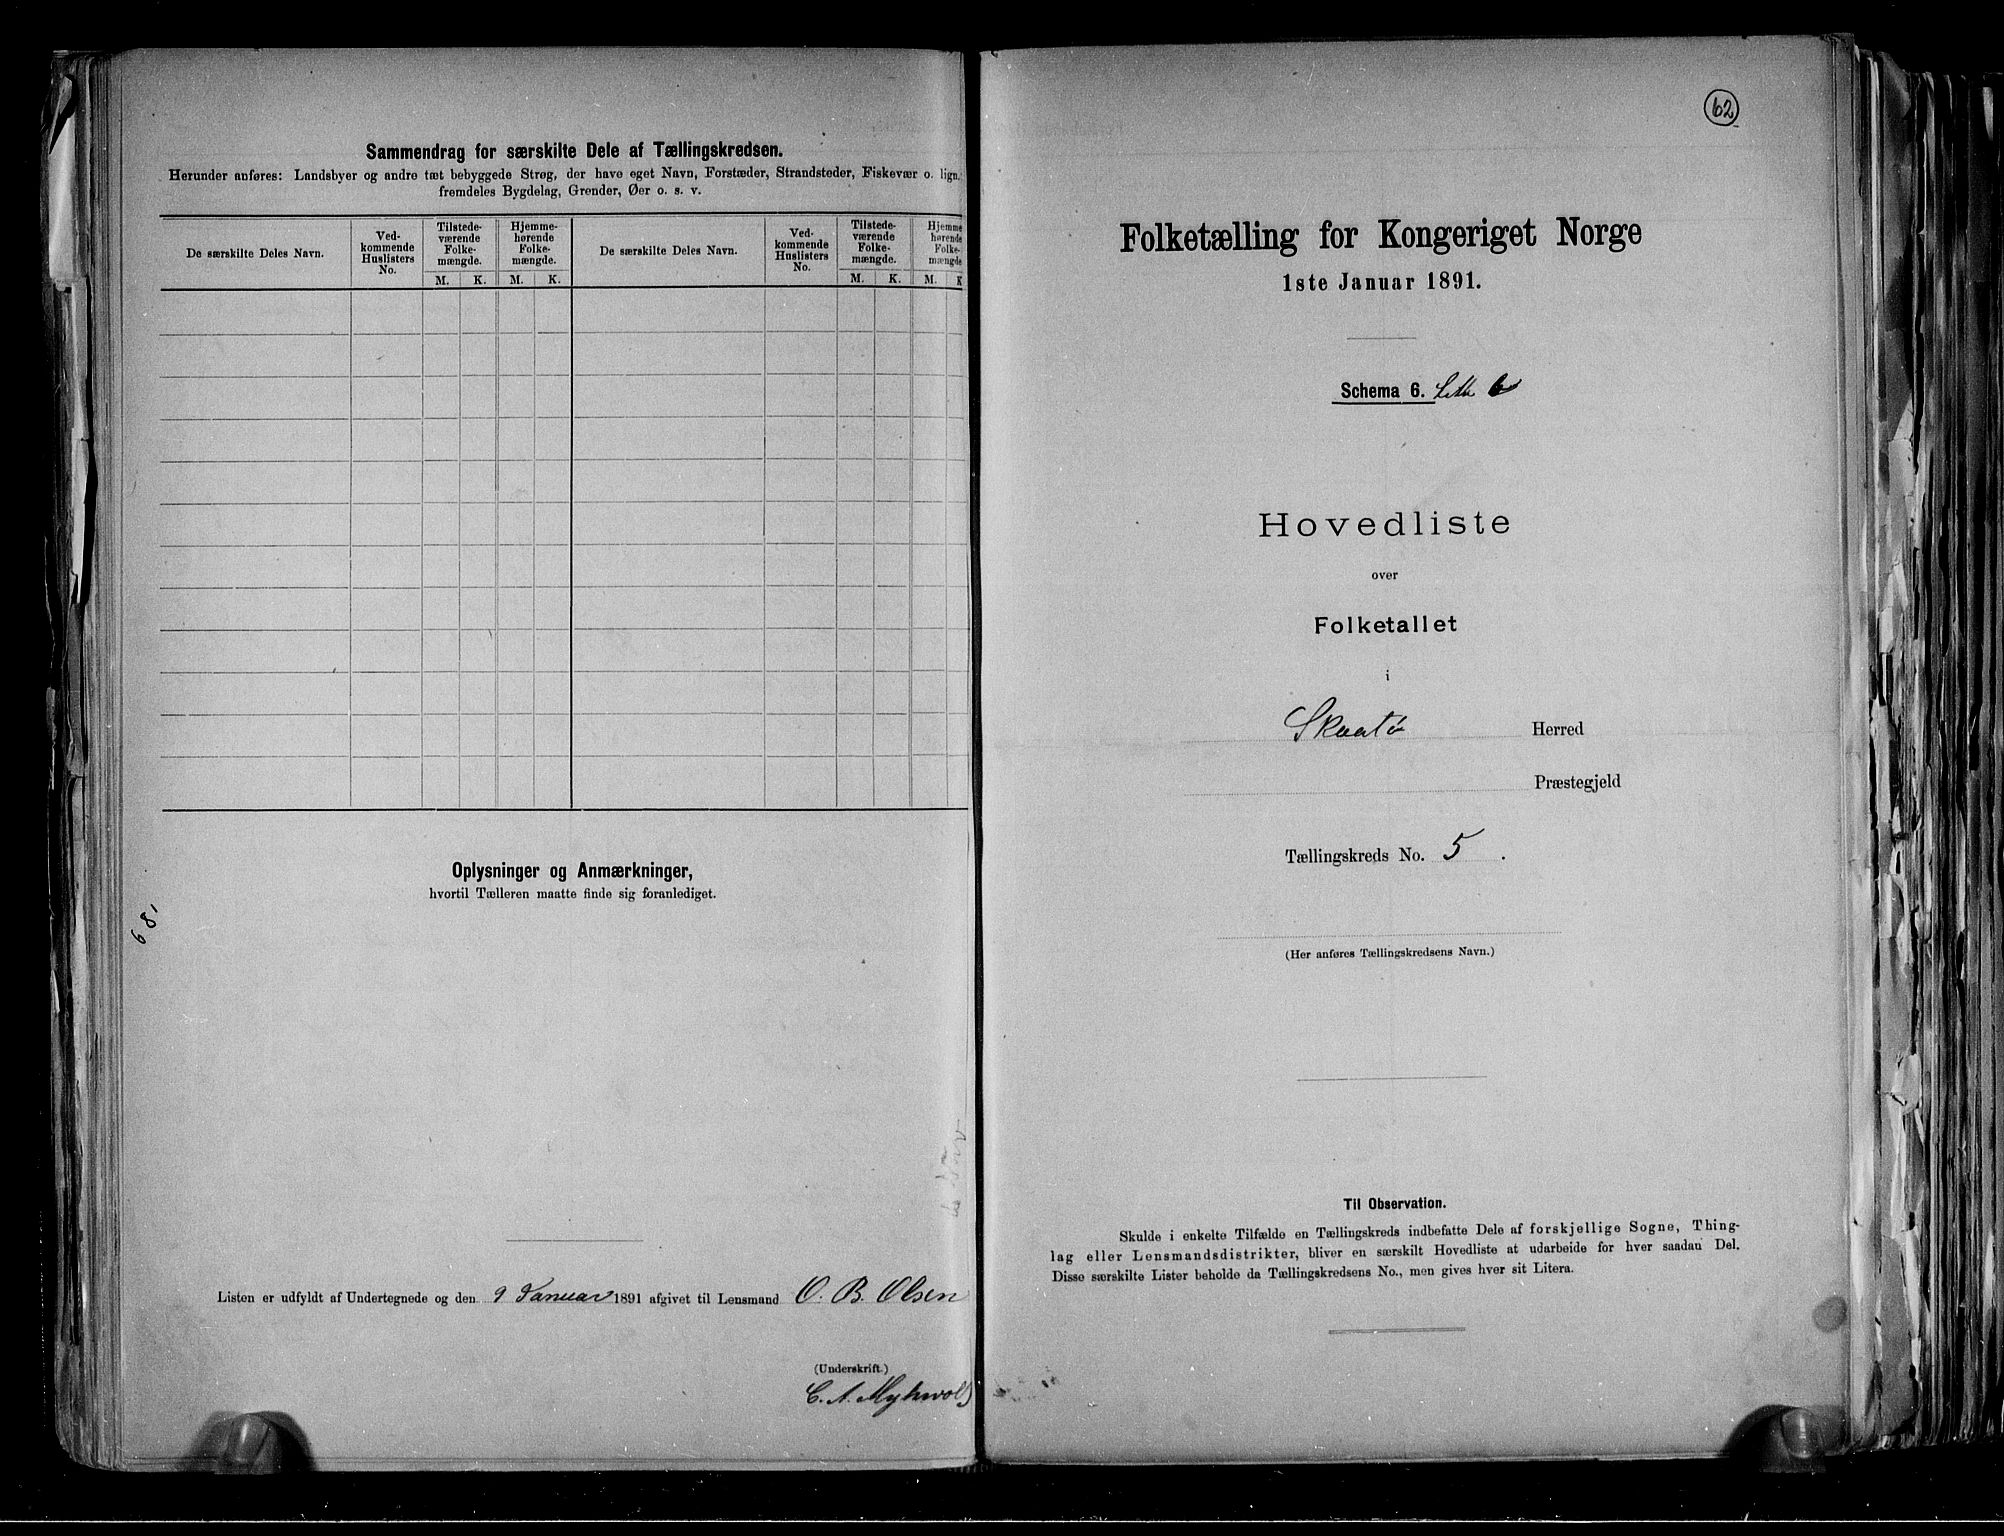 Sammendrag for særskilte Dele af Tællingskredsen.
Herunder anføres: Landsbyer og andre tæt bebyggede Strøg, der have eget Navn, Forstæder, Strandsteder, Fiskevær o. lign.
fremdeles Bygdelag, Grender, Øer o. s. v.
De særskilte Deles Navn.
Ved-
kommende
Huslisters
No.
Tilstede-
værende
Folke-
mængde.
Hjemme-
hørende
Folke-
mængde.
De særskilte Deles Navn.
Ved-
kommende
Huslisters
No.
Tilstede-
værende
Folke-
mængde.
Hjemme
hørende
Folke-
mængde
M. K. M. K. M. K. M. K
Oplysninger og Anmærkninger,
hvortil Tælleren maatte finde sig foranlediget.
681
Listen er udfyldt af Undertegnede og den 9 Januar 1891 afgivet til Lensmand O. B. Olsen
(Underskrift.)
C. A. Myhrvold
62
Folketælling for Kongeriget Norge
1ste Januar 1891.
Schema 6. Litr b
Hovedliste
over
Folketallet
i
Skaatø Herred
Præstegjeld
Tællingskreds No. 5.
(Her anføres Tællingskredsens Navn.)
Til Observation.
Skulde i enkelte Tilfælde en Tællingskreds indbefatte Dele af forskjellige Sogne, Thing-
lag eller Lensmandsdistrikter, bliver en særskilt Hovedliste at udarbeide for hver saadan Del.
Disse særskilte Lister beholde da Tællingskredsens No., men gives hver sit Litera.